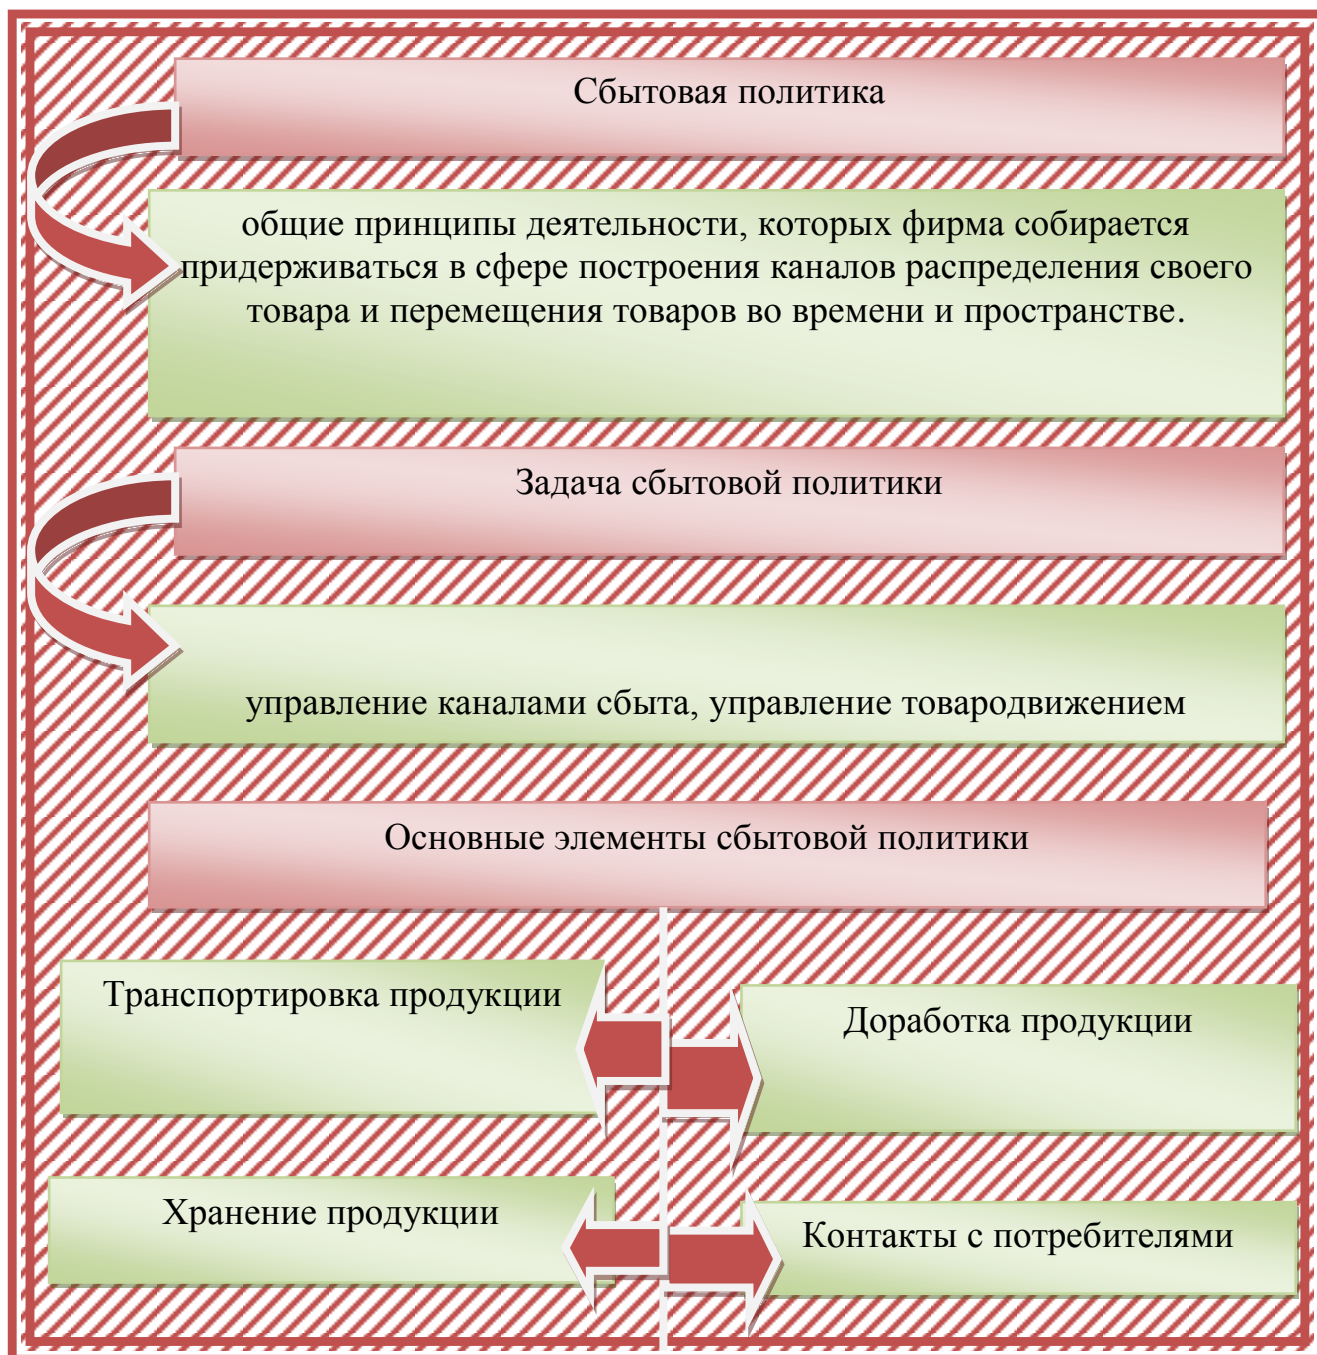 Сбытовая политика
общие принципы деятельности, которых фирма собирается
придерживаться в сфере построения каналов распределения своего
товара и перемещения товаров во времени и пространстве.
Задача сбытовой политики
управление каналами сбыта, управление товародвижением
Основные элементы сбытовой политики
Транспортировка продукции
Доработка продукции
Хранение продукции
Контакты с потребителями